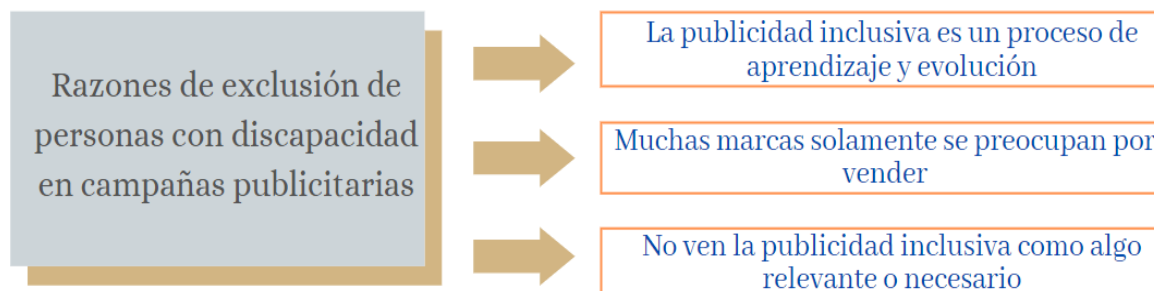 Razones de exclusión de
personas con discapacidad
en campañas publicitarias
La publicidad inclusiva es un proceso de
aprendizaje y evolución
Muchas marcas solamente se preocupan por
vender
No ven la publicidad inclusiva como algo
relevante o necesario